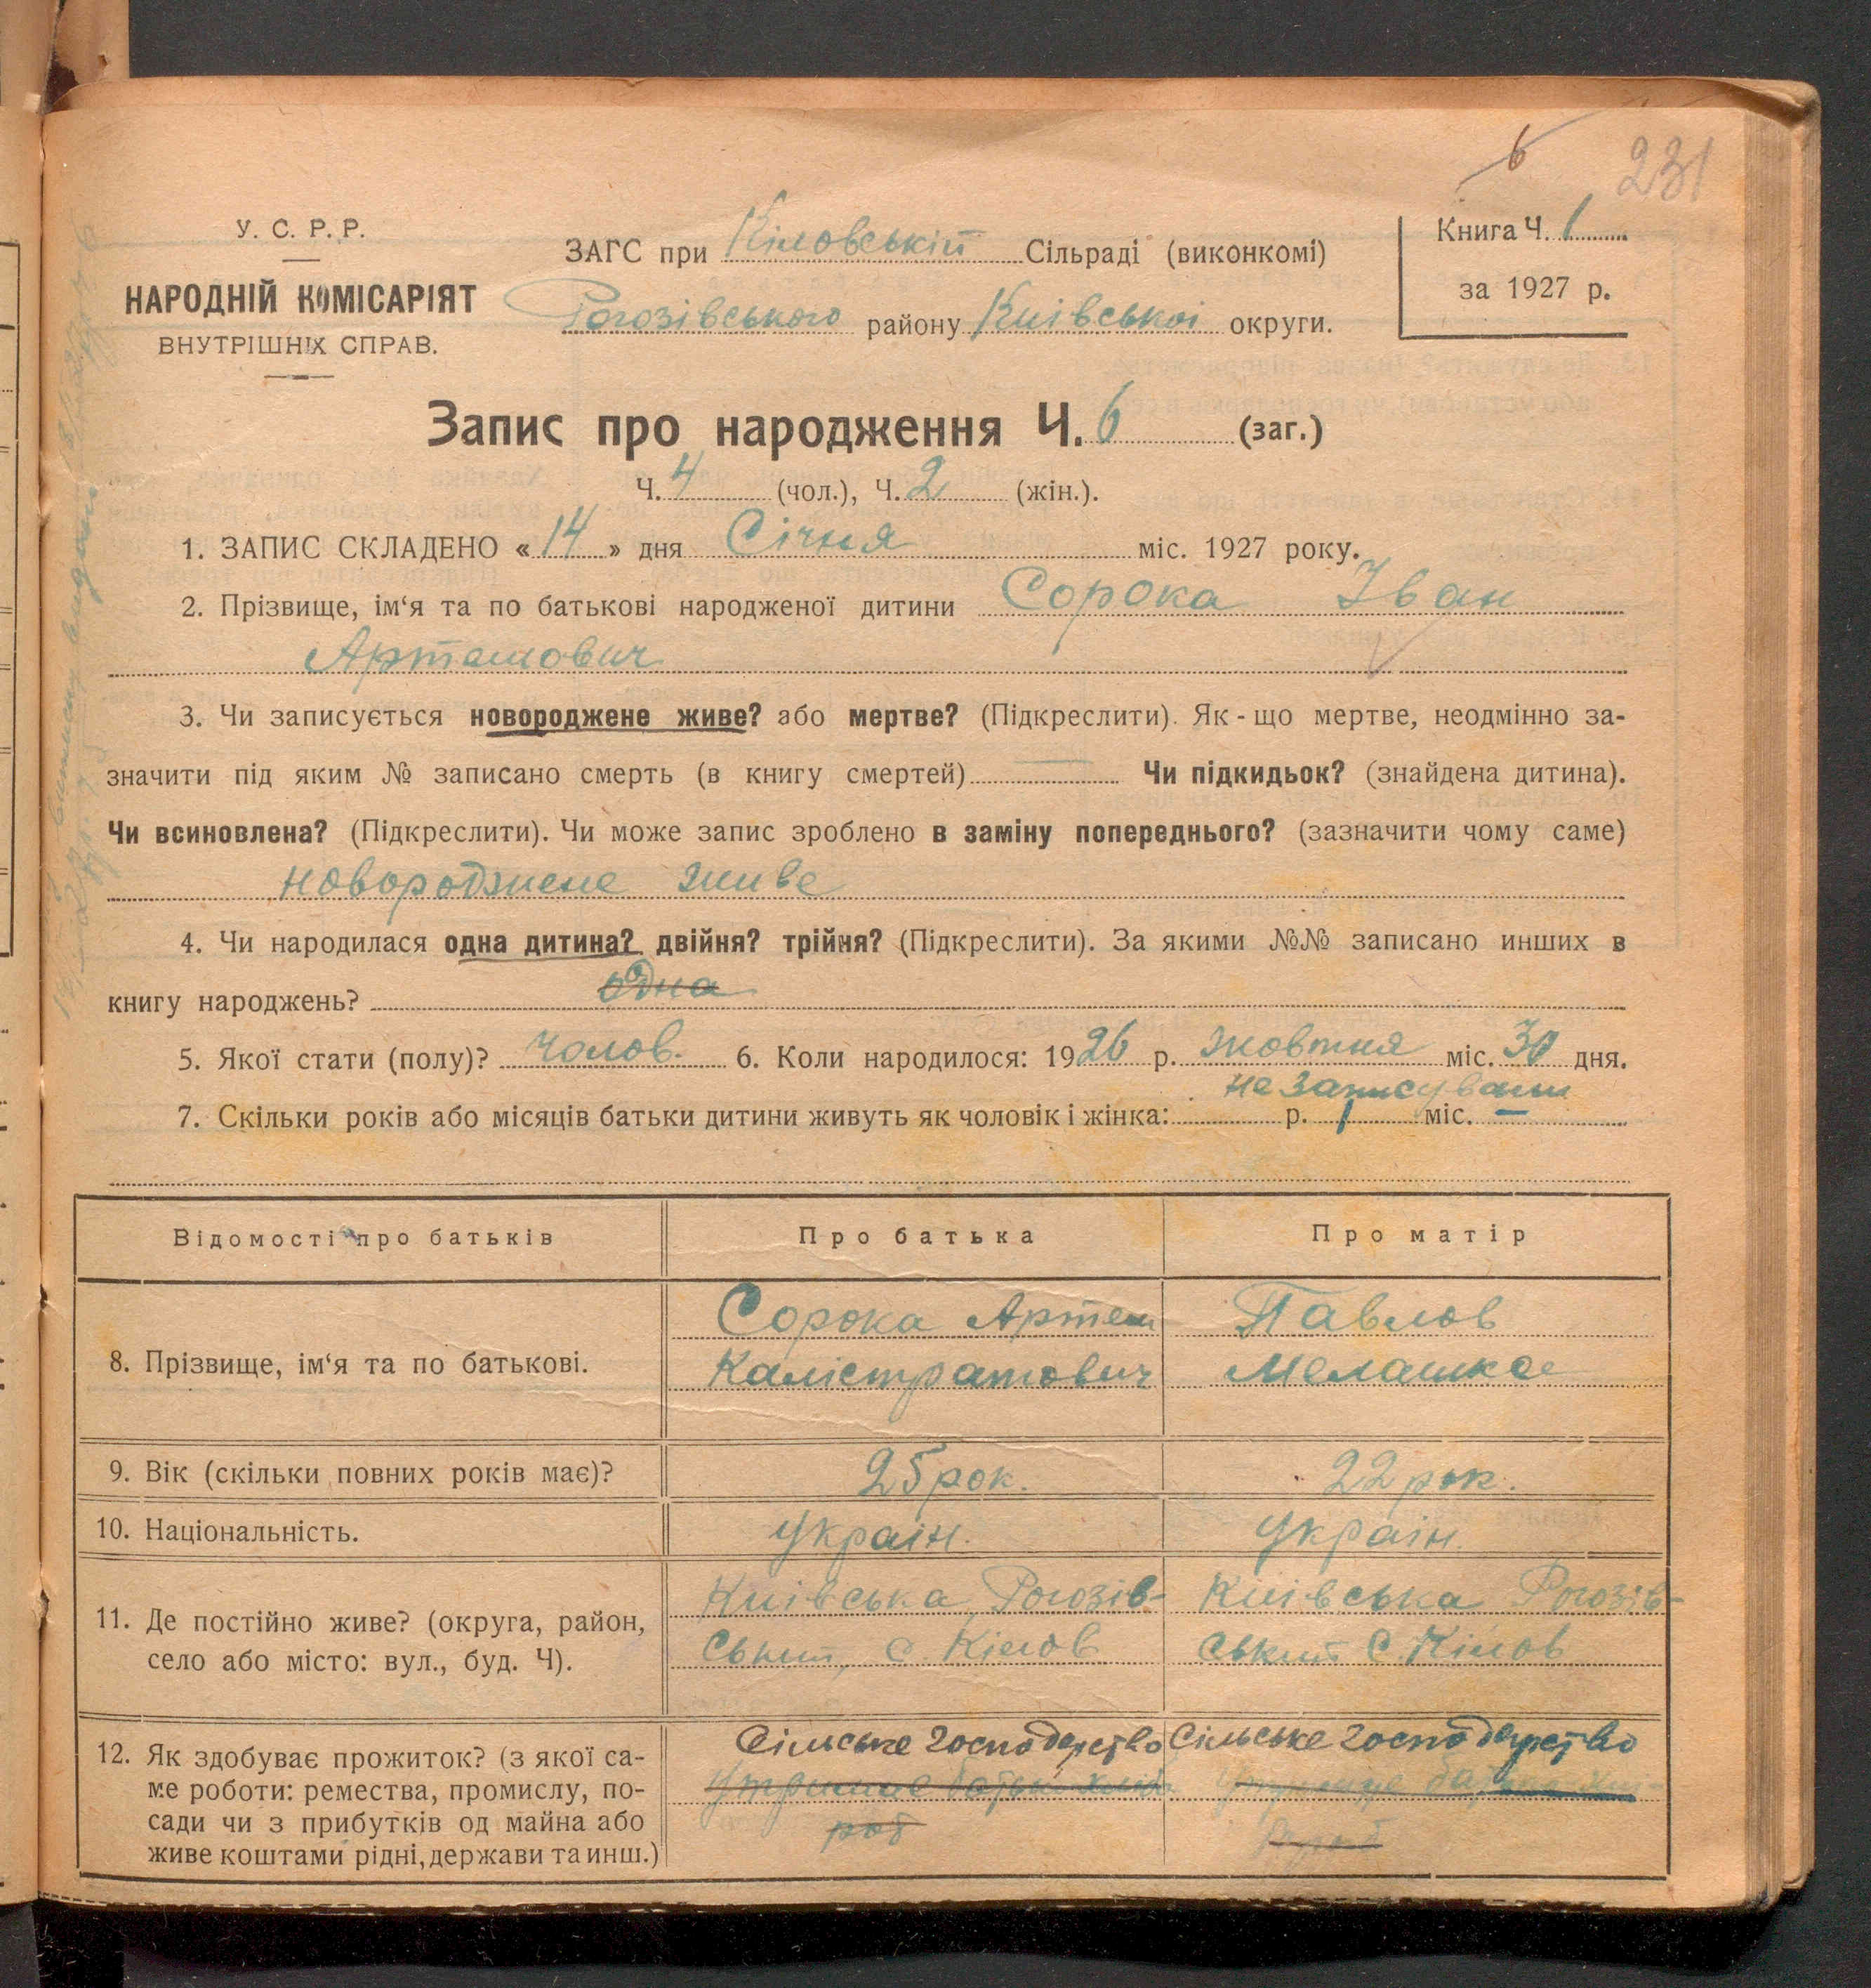 6 231
У. С. Р. Р.
НАРОДНІЙ КОМІСАРІЯТ
ВНУТРІШНІХ СПРАВ.
ЗАГС при Кіловській Сільраді (виконкомі)
Рогозівського району Київської округи.
Книга Ч. 1
за 1927 р.
Запис про народження Ч. 6 (заг.)
Ч. 4 (чол.), Ч. 2 (жін.).
1. ЗАПИС СКЛАДЕНО « 14 » дня Січня міс. 1927 року.
2. Прізвище, ім‘я та по батькові народженої дитини Сорока Іван
Артемович
3. Чи записується новороджене живе? або мертве? (Підкреслити). Як-що мертве, неодмінно за-
значити під яким № записано смерть (в книгу смертей) Чи підкидьок? (знайдена дитина).
Чи всиновлена? (Підкреслити). Чи може запис зроблено в заміну попереднього? (зазначити чому саме)
новороджене живе
4. Чи народилася одна дитина? двійня? трійня? (Підкреслити). За якими №№ записано инших в
книгу народжень? одна
5. Якої стати (полу)? чолов. 6. Коли народилося: 1926 р. жовтня міс. 30 дня.
не записувани
7. Скільки років або місяців батьки дитини живуть як чоловік і жінка: р. 1 міс. —
Відомості про батьків Про батька Про матір
8. Прізвище, ім‘я та по батькові.
Сорока Артем
Калістратович
Павлов
Мелашка
9. Вік (скільки повних років має)? 25 рок. 22 рок.
10. Національність. Україн. Україн.
11. Де постійно живе? (округа, район,
село або місто: вул., буд. Ч).
Київська, Рогозів-
ський, с. Кілов
Київська Рогозів-
ський с. Кілов
12. Як здобуває прожиток? (з якої са-
ме роботи: ремества, промислу, по-
сади чи з прибутків од майна або
живе коштами рідні, держави та инш.)
Сільське господарство
Утримає батько хліб
роб
Сільське господарство